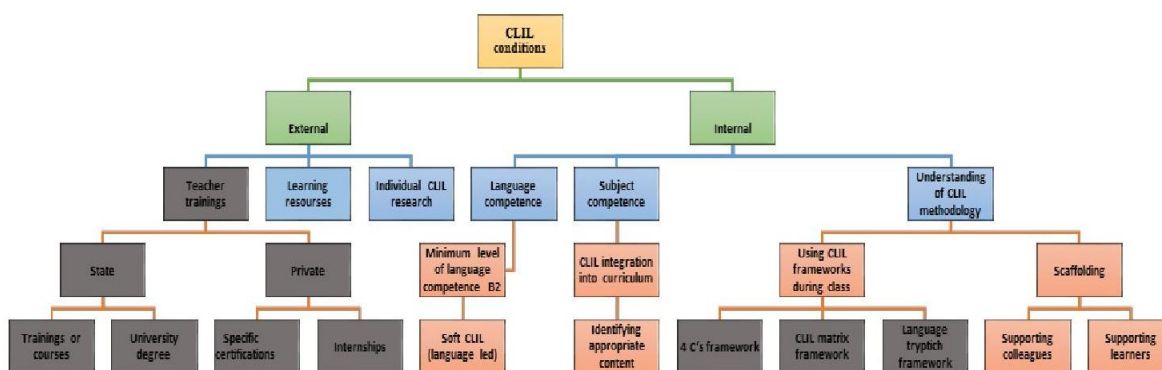 CLIL
conditions
External
Internal
Teacher
trainings
Learning
resourses
Individual CLIL
research
Language
competence
Subject
competence
Understanding
of CLIL
methodology
State
Private
Minimum level
of language
competence B2
CLIL integration
into curriculum
Using CLIL
frameworks
during class
Scaffolding
Trainings or
courses
University
degree
Specific
certifications
Internships
Soft CLIL
(language led)
Identifying
appropriate
content
4 C's framework
CLIL matrix
framework
Language
tryptich
framework
Supporting
colleagues
Supporting
learners